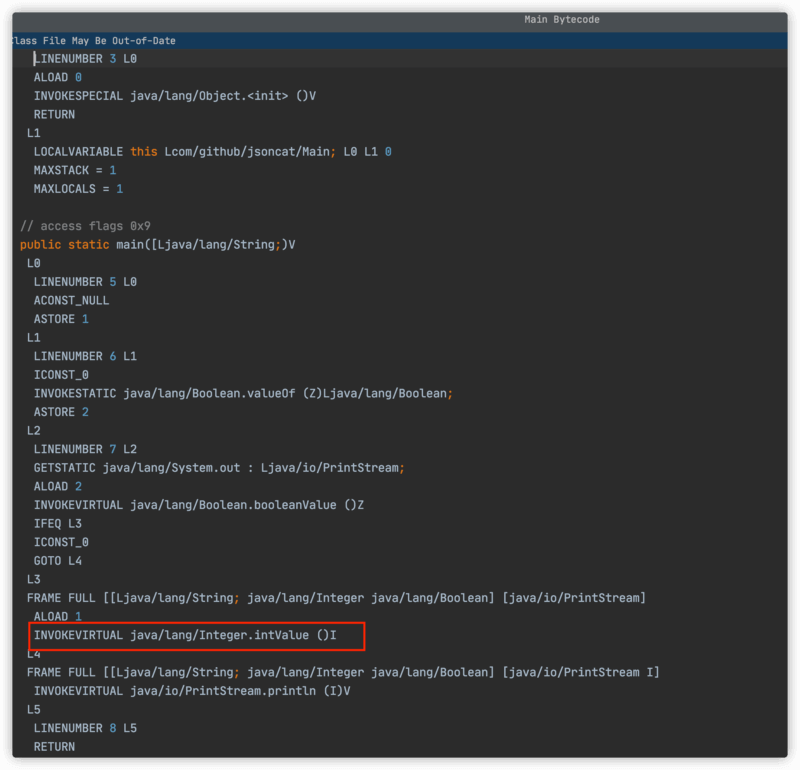 Main Bytecode
Class File May Be Out-of-Date
LINENUMBER 3 L0
ALOAD 0
INVOKESPECIAL java/lang/Object.<init> ()V
RETURN
L1
LOCALVARIABLE this Lcom/github/jsoncat/Main; L0 L1 0
MAXSTACK = 1
MAXLOCALS = 1
// access flags 0x9
public static main([Ljava/lang/String;)V
L0
LINENUMBER 5 L0
ACONST_NULL
ASTORE 1
L1
LINENUMBER 6 L1
ICONST_0
INVOKESTATIC java/lang/Boolean.valueOf (Z)Ljava/lang/Boolean;
ASTORE 2
L2
LINENUMBER 7 L2
GETSTATIC java/lang/System.out : Ljava/io/PrintStream;
ALOAD 2
INVOKEVIRTUAL java/lang/Boolean.booleanValue ()Z
IFEQ L3
ICONST_0
GOTO L4
L3
FRAME FULL [[Ljava/lang/String; java/lang/Integer java/lang/Boolean] [java/io/PrintStream]
ALOAD 1
INVOKEVIRTUAL java/lang/Integer.intValue ()I
L4
FRAME FULL [[Ljava/lang/String; java/lang/Integer java/lang/Boolean] [java/io/PrintStream I]
INVOKEVIRTUAL java/io/PrintStream.println (I)V
L5
LINENUMBER 8 L5
RETURN